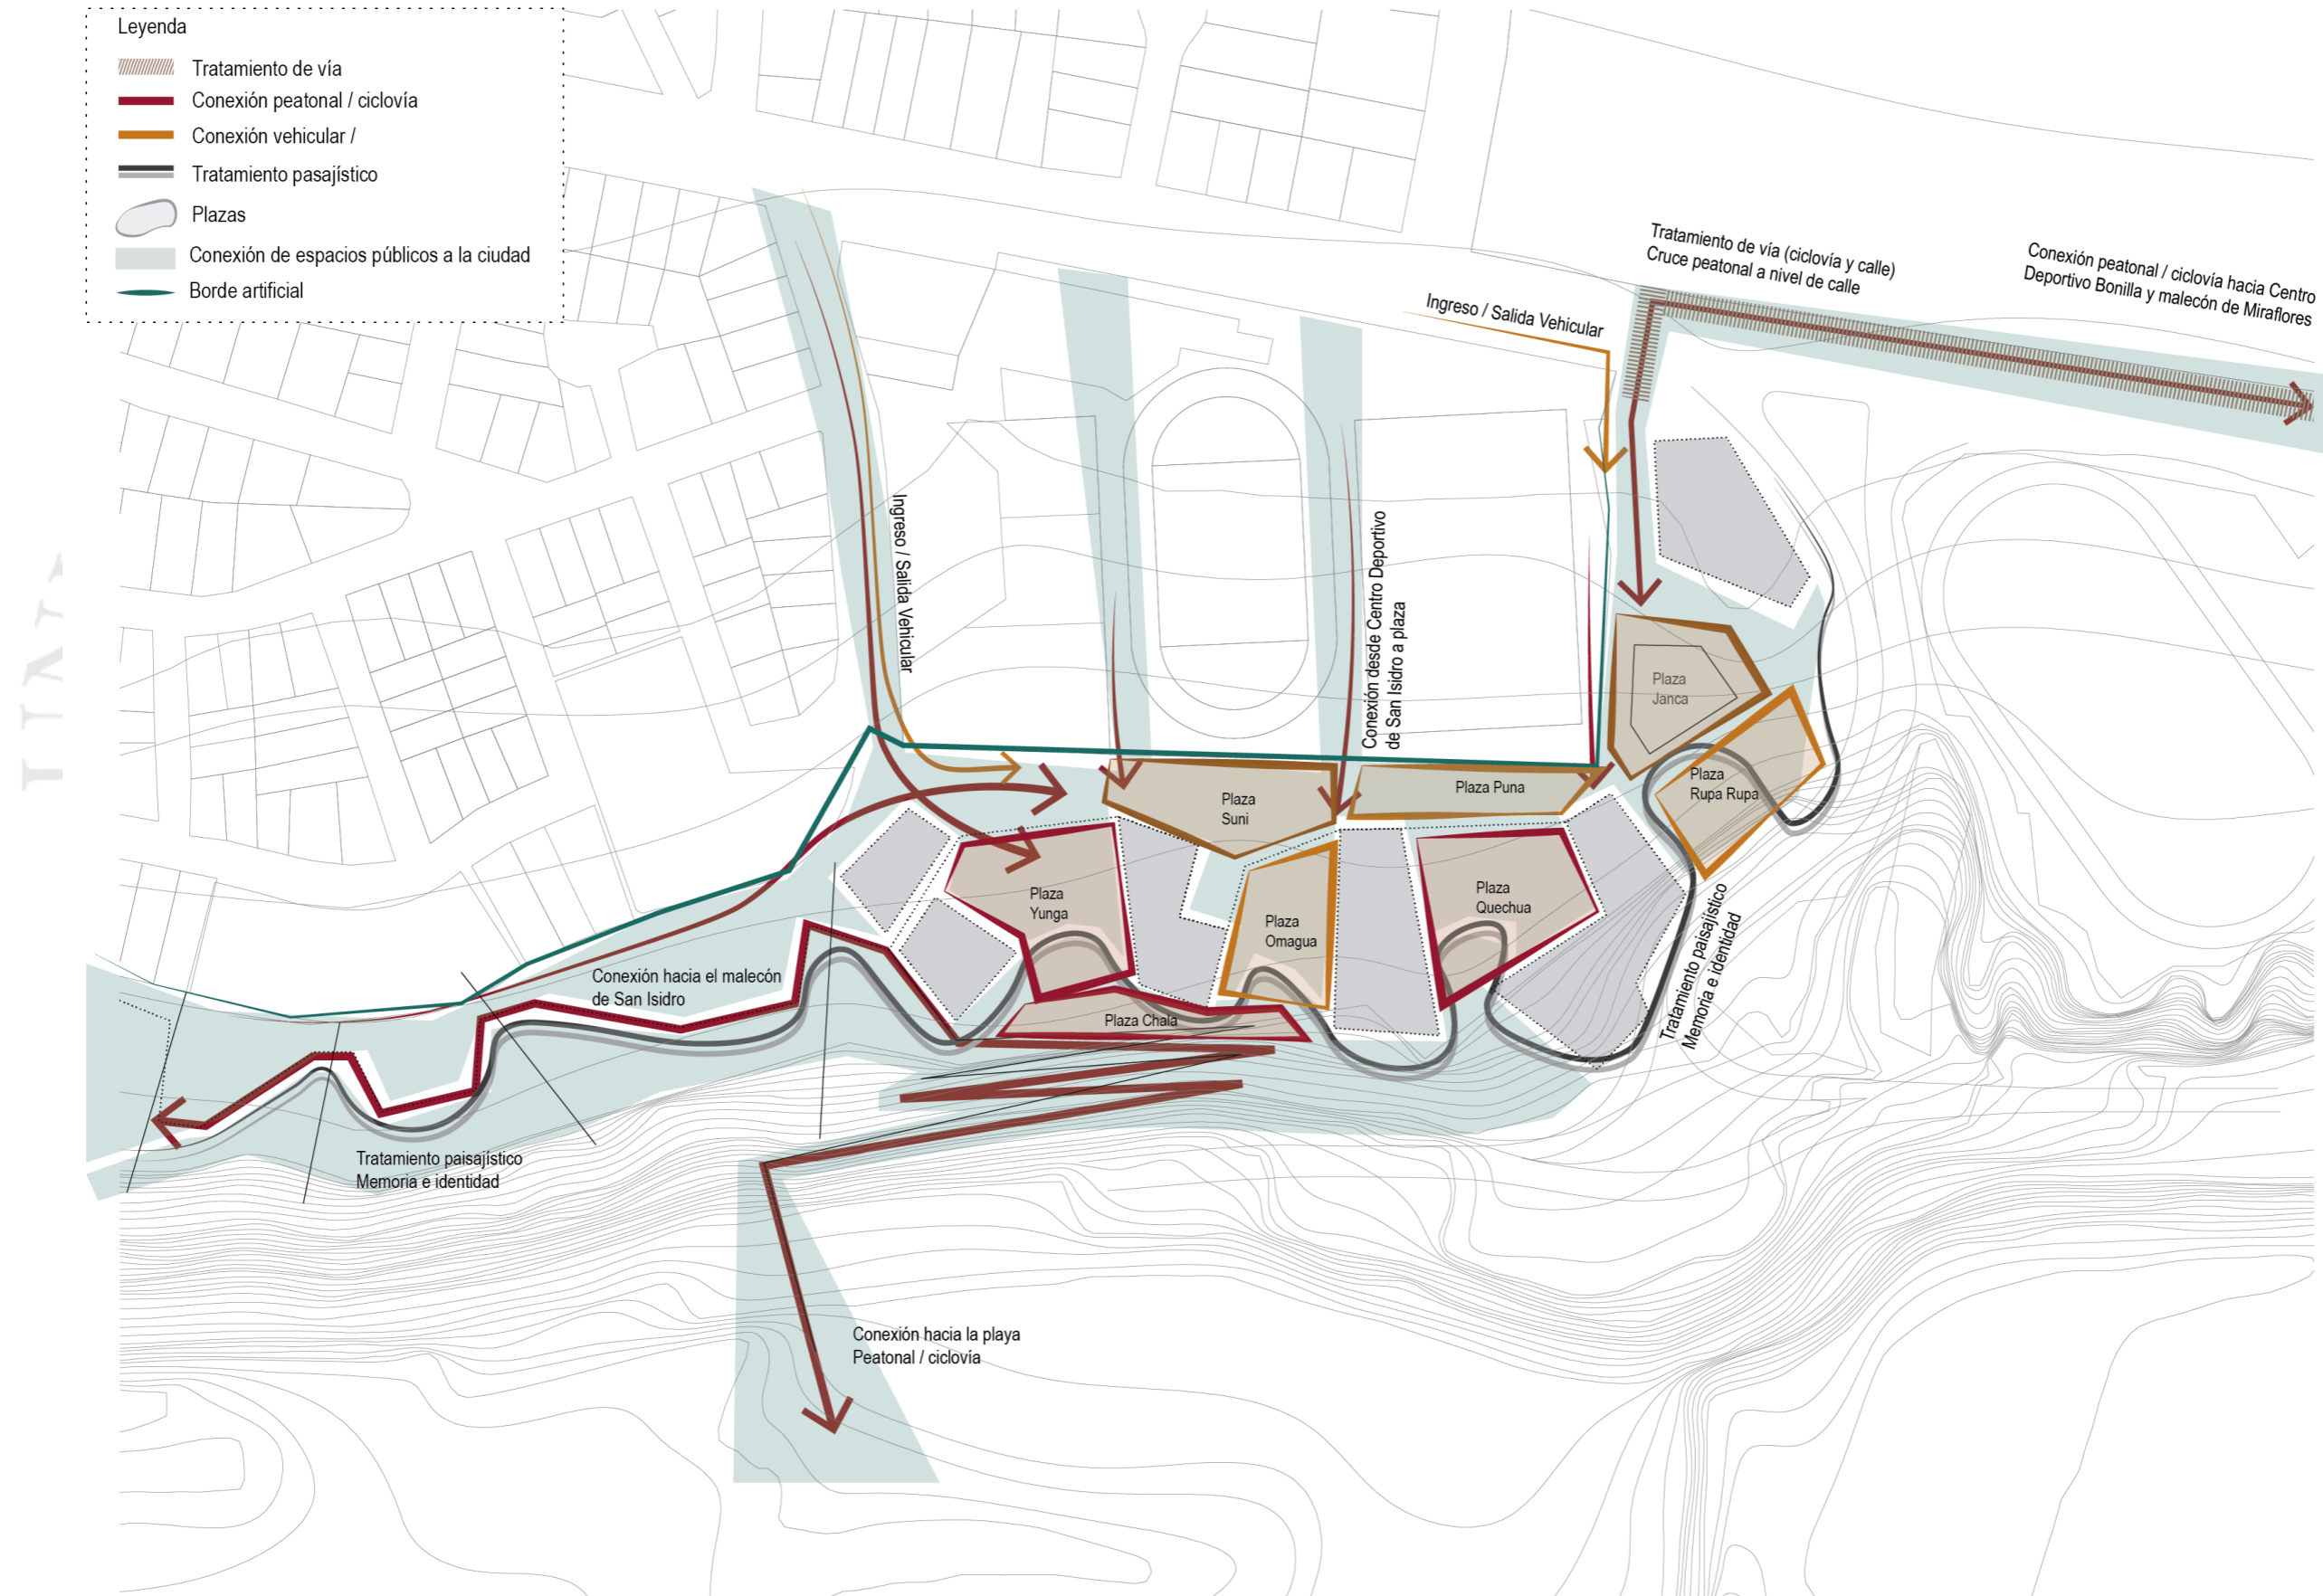 Leyenda
Tratamiento de vía
Conexión peatonal / ciclovía
Conexión vehicular /
Tratamiento pasajístico
Plazas
Conexión de espacios públicos a la ciudad
Borde artificial
Tratamiento de vía (ciclovía y calle)
Cruce peatonal a nivel de calle
Conexión peatonal / ciclovía hacia Centro
Deportivo Bonilla y malecón de Miraflores
Ingreso / Salida Vehicular
Ingreso / Salida Vehicular
Conexión desde Centro Deportivo
de San Isidro a plaza
Plaza
Janca
Plaza
Rupa Rupa
Plaza Puna
Plaza
Suni
Plaza
Yunga
Plaza
Omagua
Plaza
Quechua
Plaza Chala
Tratamiento paisajístico
Memoria e identidad
Conexión hacia el malecón
de San Isidro
Tratamiento paisajístico
Memoria e identidad
Conexión hacia la playa
Peatonal / ciclovía